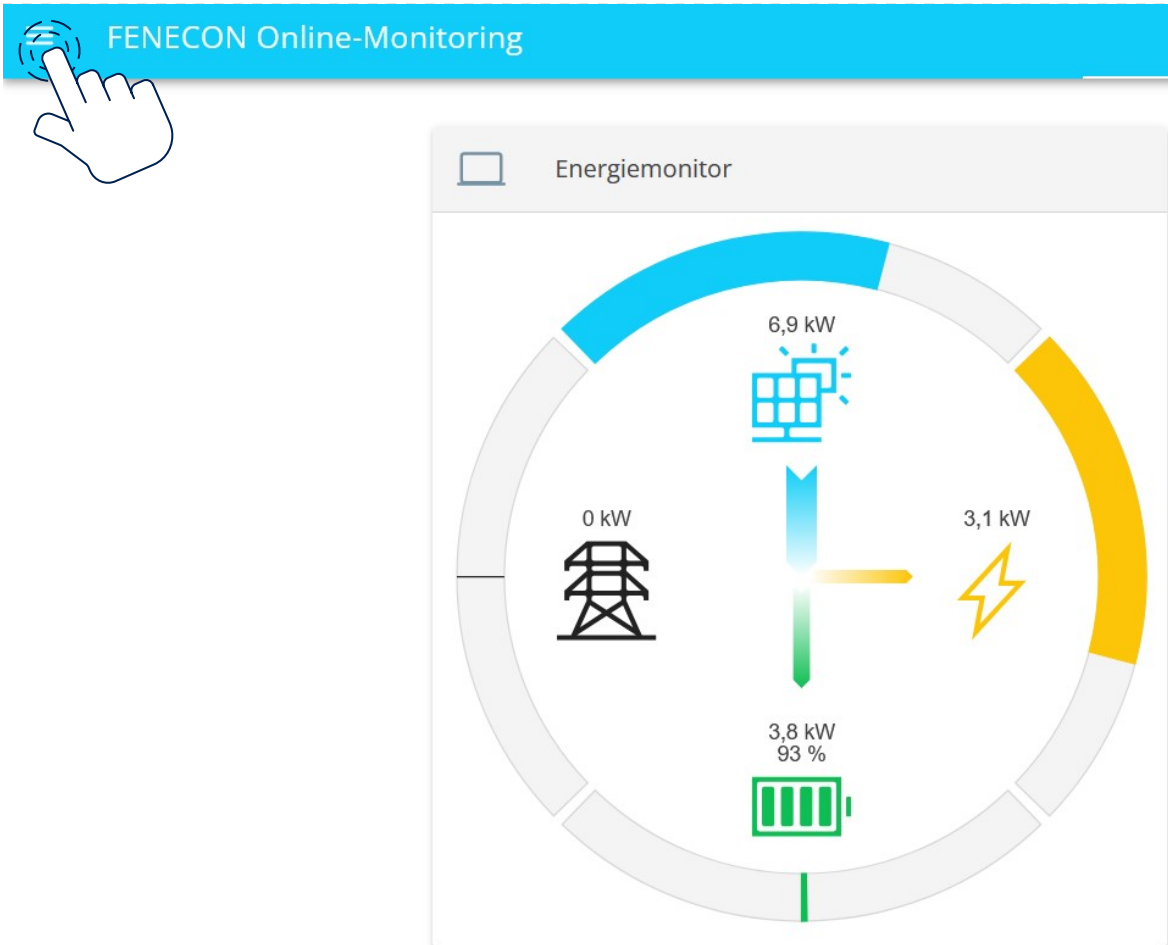 FENECON Online-Monitoring
Energiemonitor
6,9 kW
0 kW
3,1 kW
3,8 kW
93 %